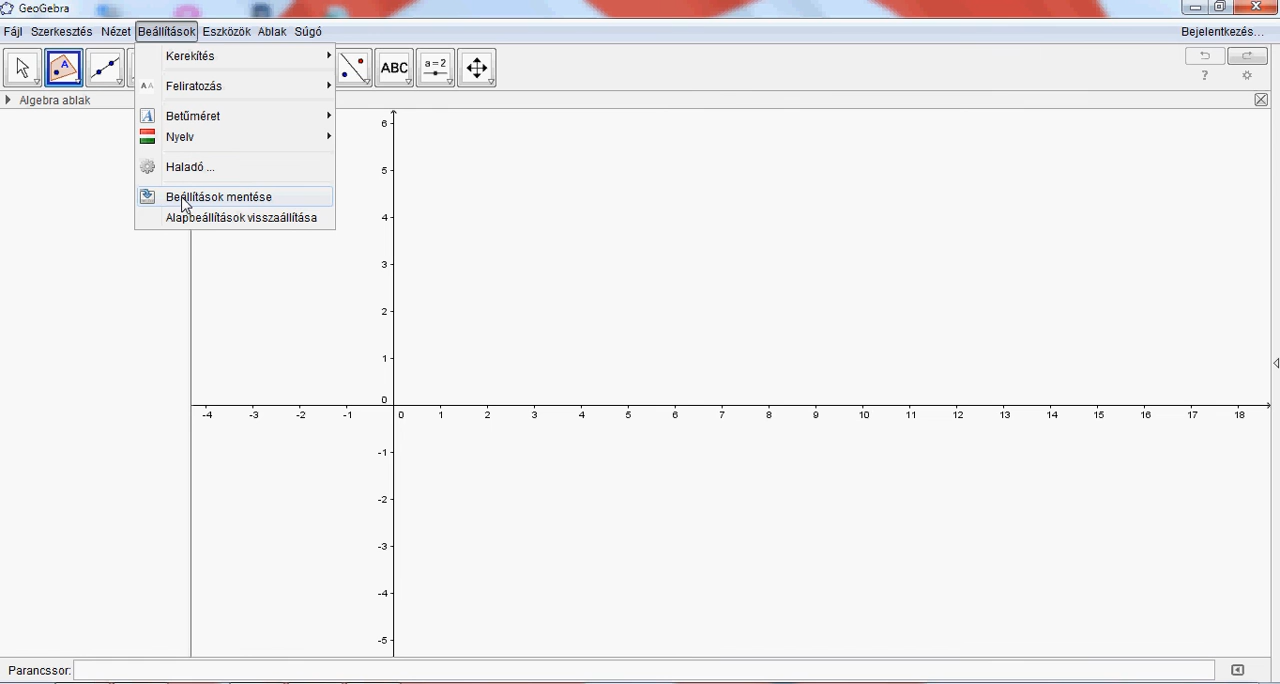 GeoGebra
Fájl Szerkesztés Nézet Beállítások Eszközök Ablak Súgó Bejelentkezés...
ABC a=2
Algebra ablak
Kerekítés
Feliratozás
Betűméret
Nyelv
Haladó ...
Beállítások mentése
Alapbeállítások visszaállítása
6
5
4
3
2
1
0
-4 -3 -2 -1 0 1 2 3 4 5 6 7 8 9 10 11 12 13 14 15 16 17 18
-1
-2
-3
-4
-5
Parancssor: